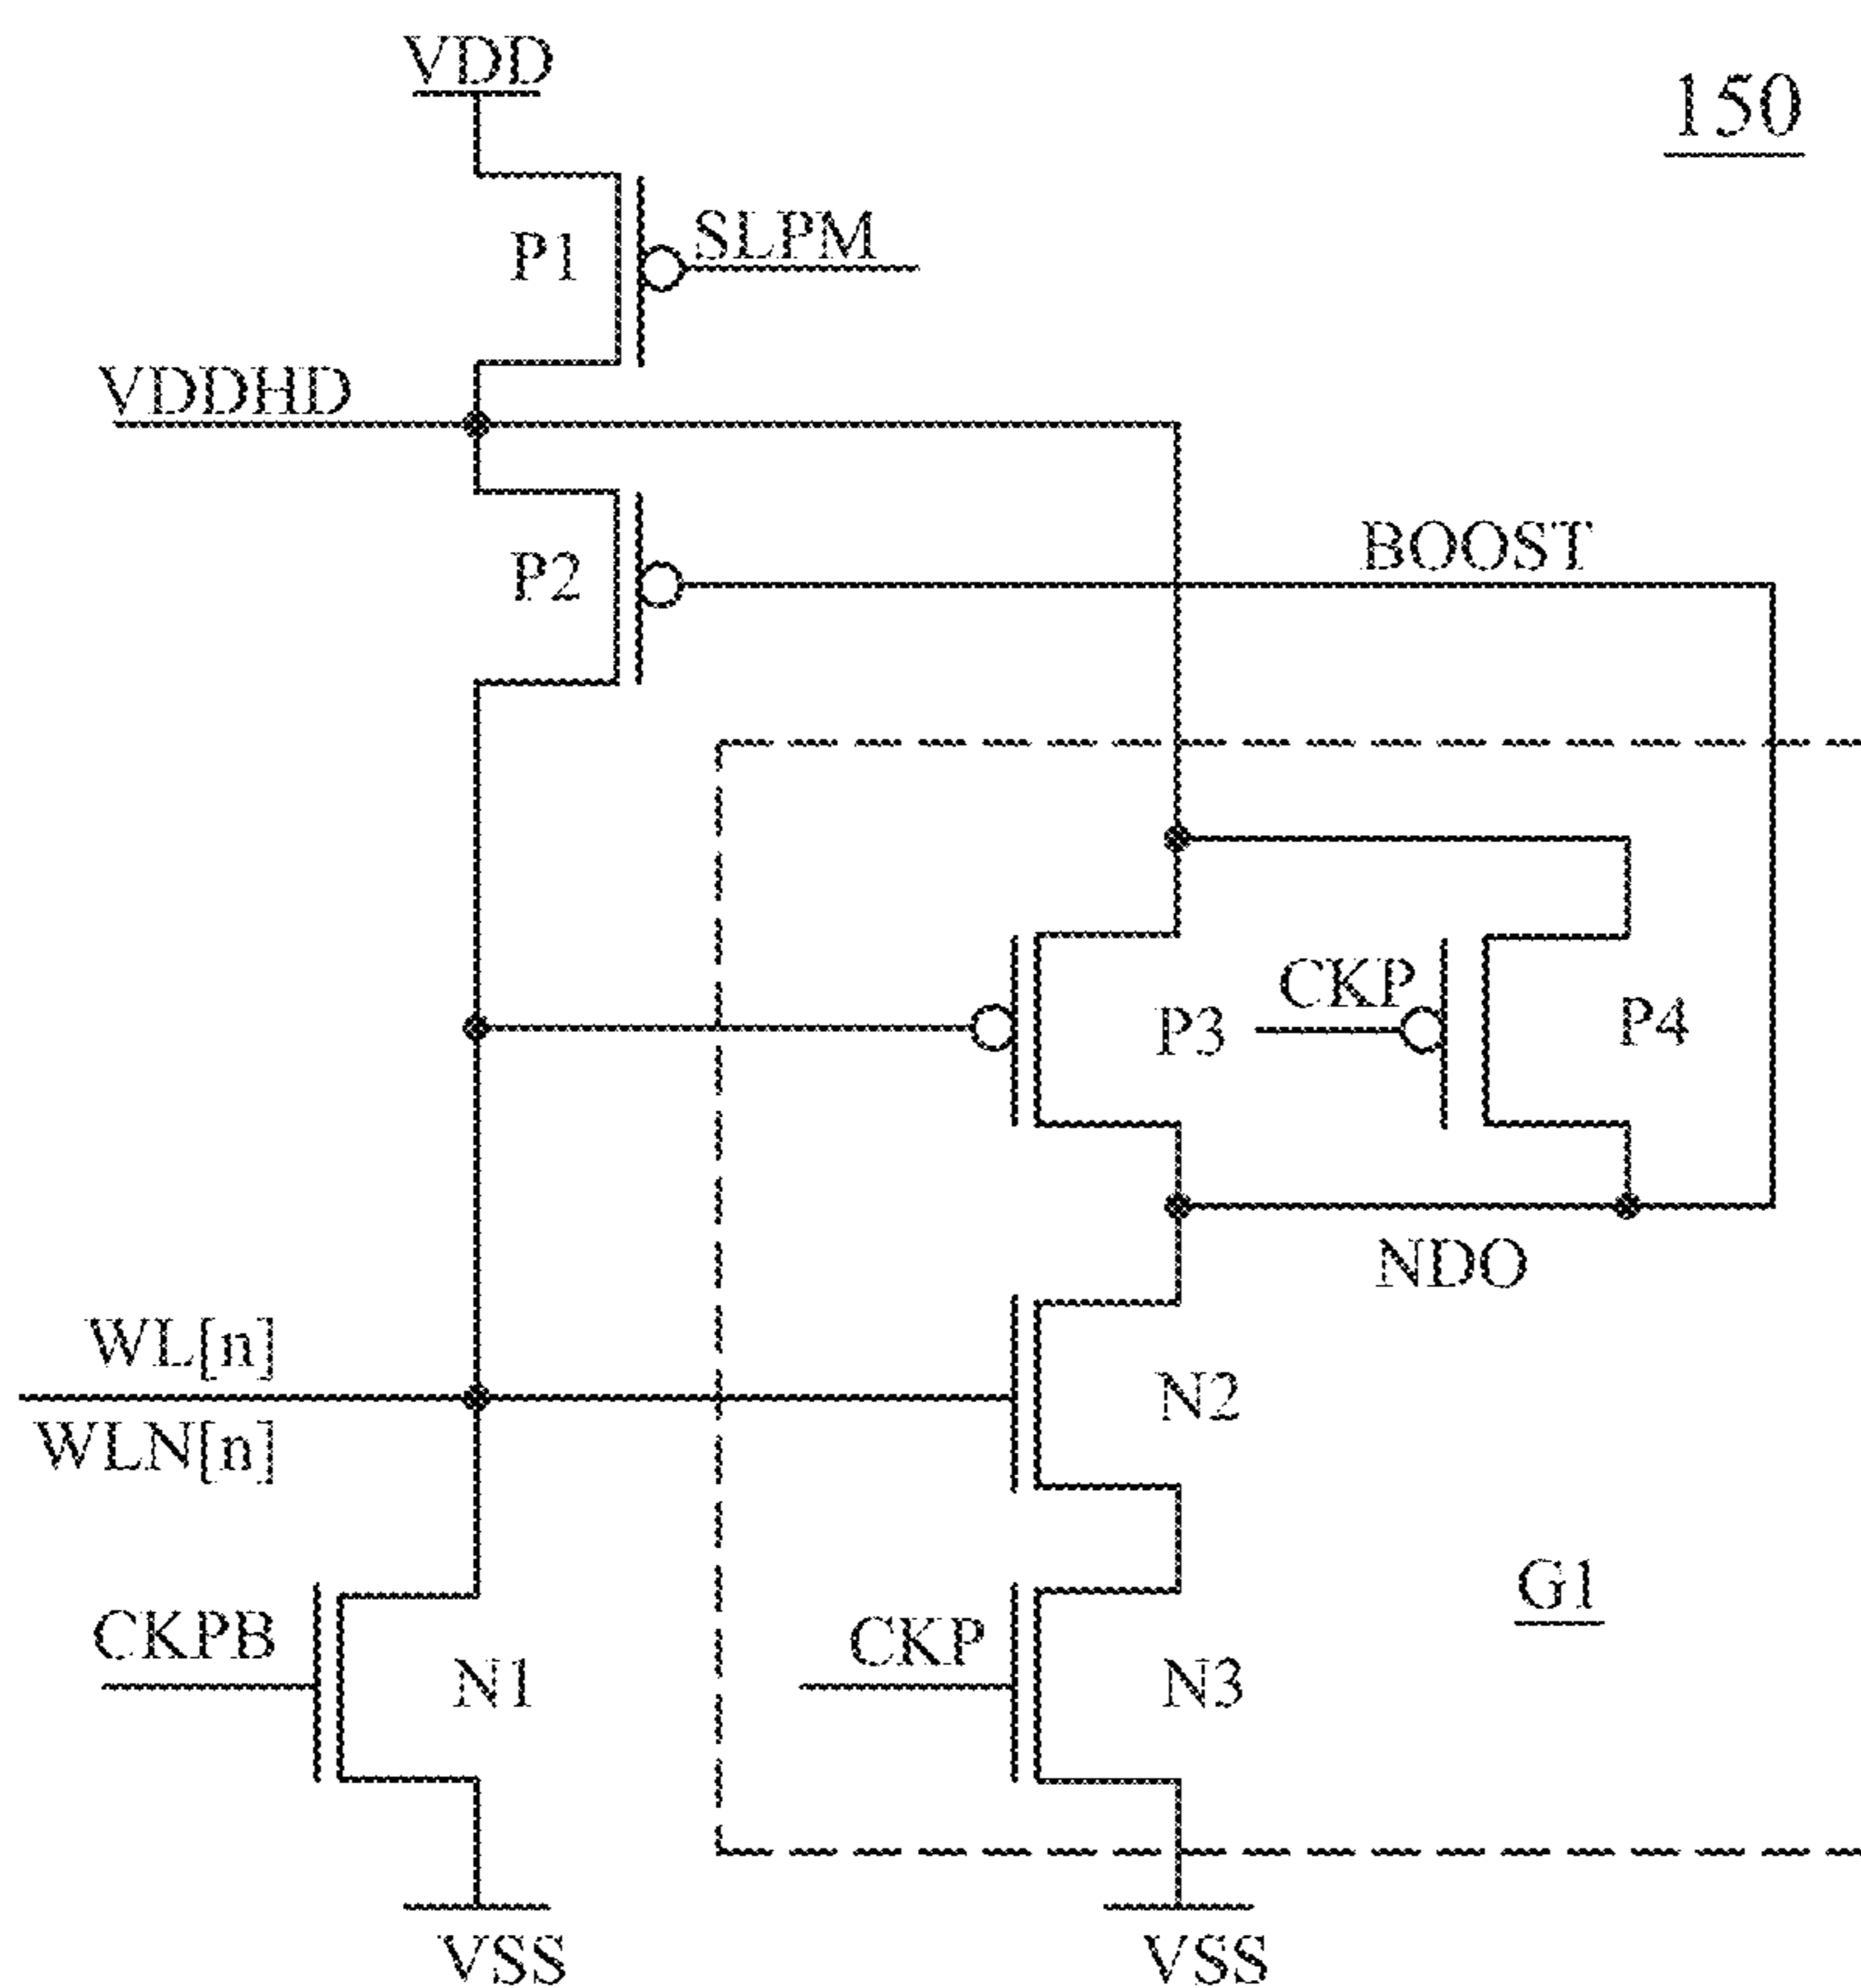 VDD
150
P1
SLPM
VDDHD
P2
BOOST
CKP
P3
P4
NDO
WL[n]
WLN[n]
N2
CKPB
N1
CKP
N3
G1
VSS
VSS